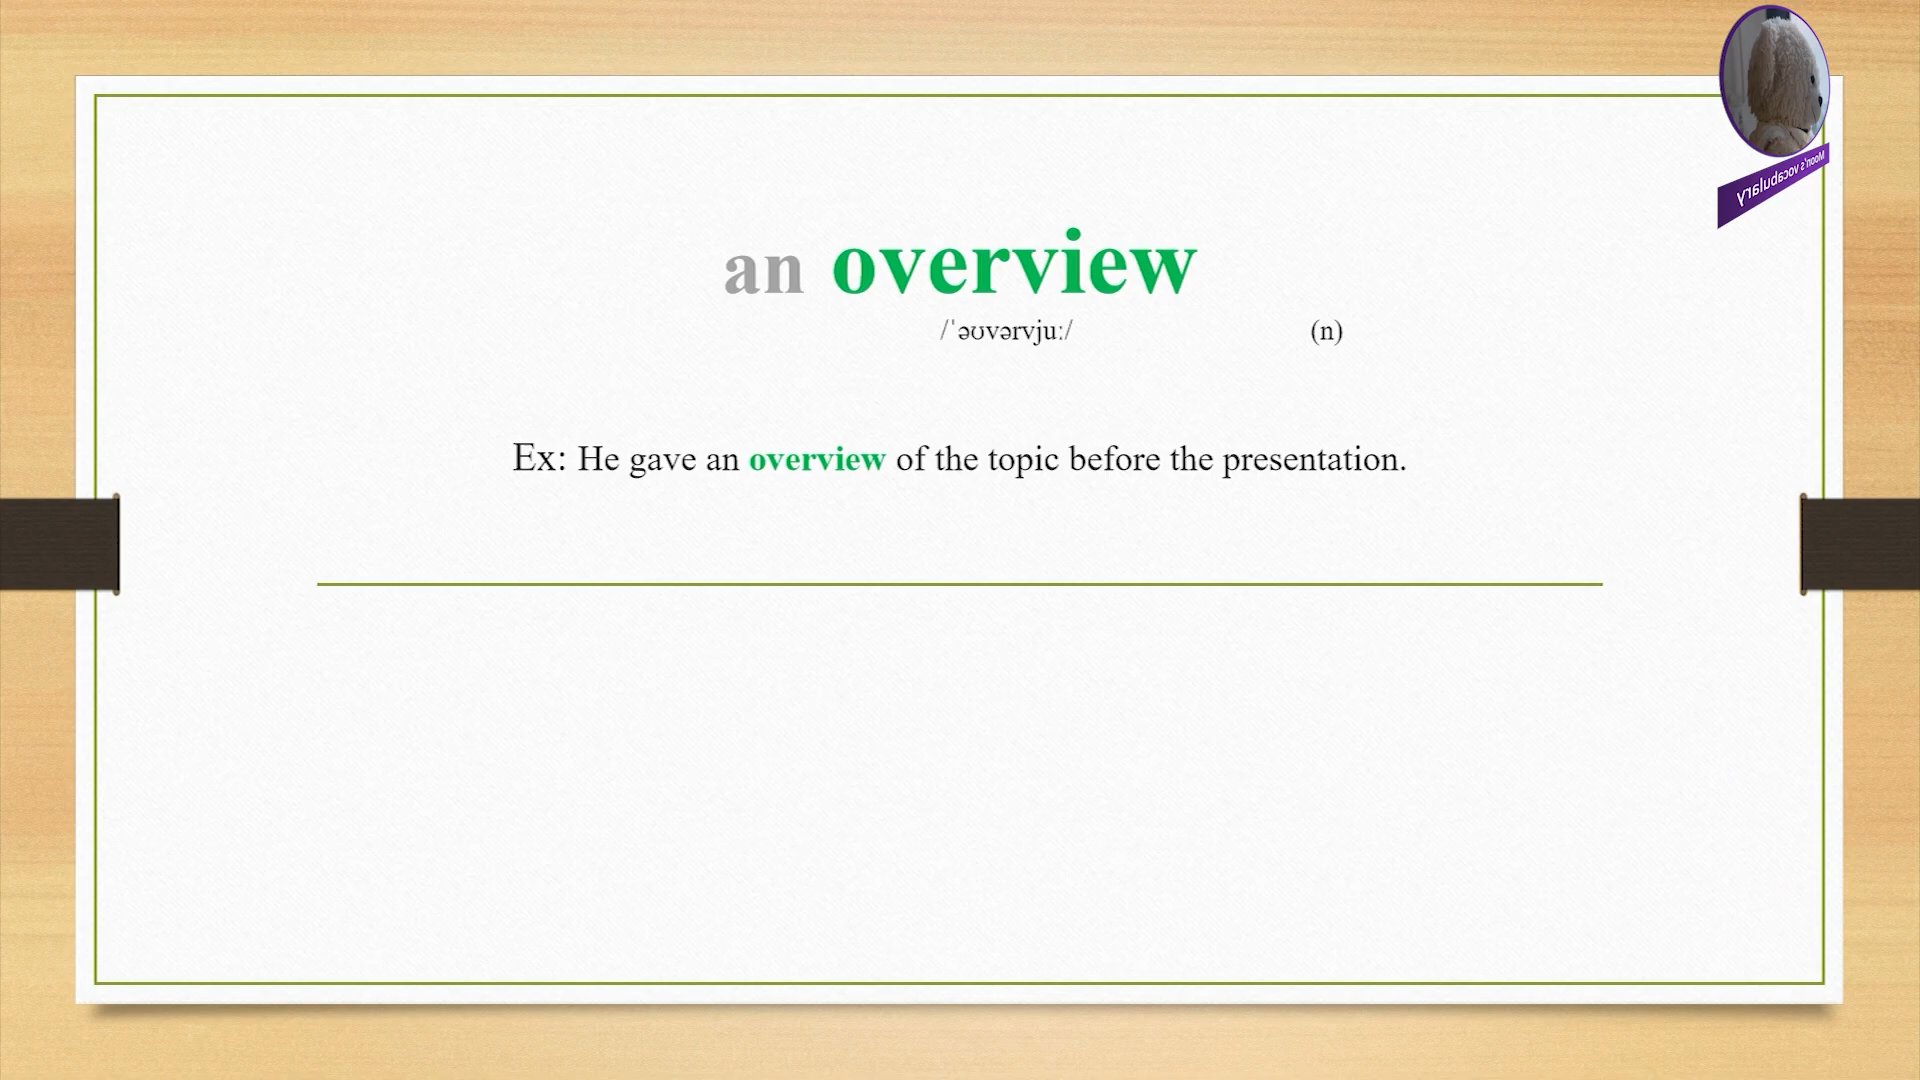 Moon's vocabulary
an overview
/ˈəʊvərvjuː/ (n)
Ex: He gave an overview of the topic before the presentation.